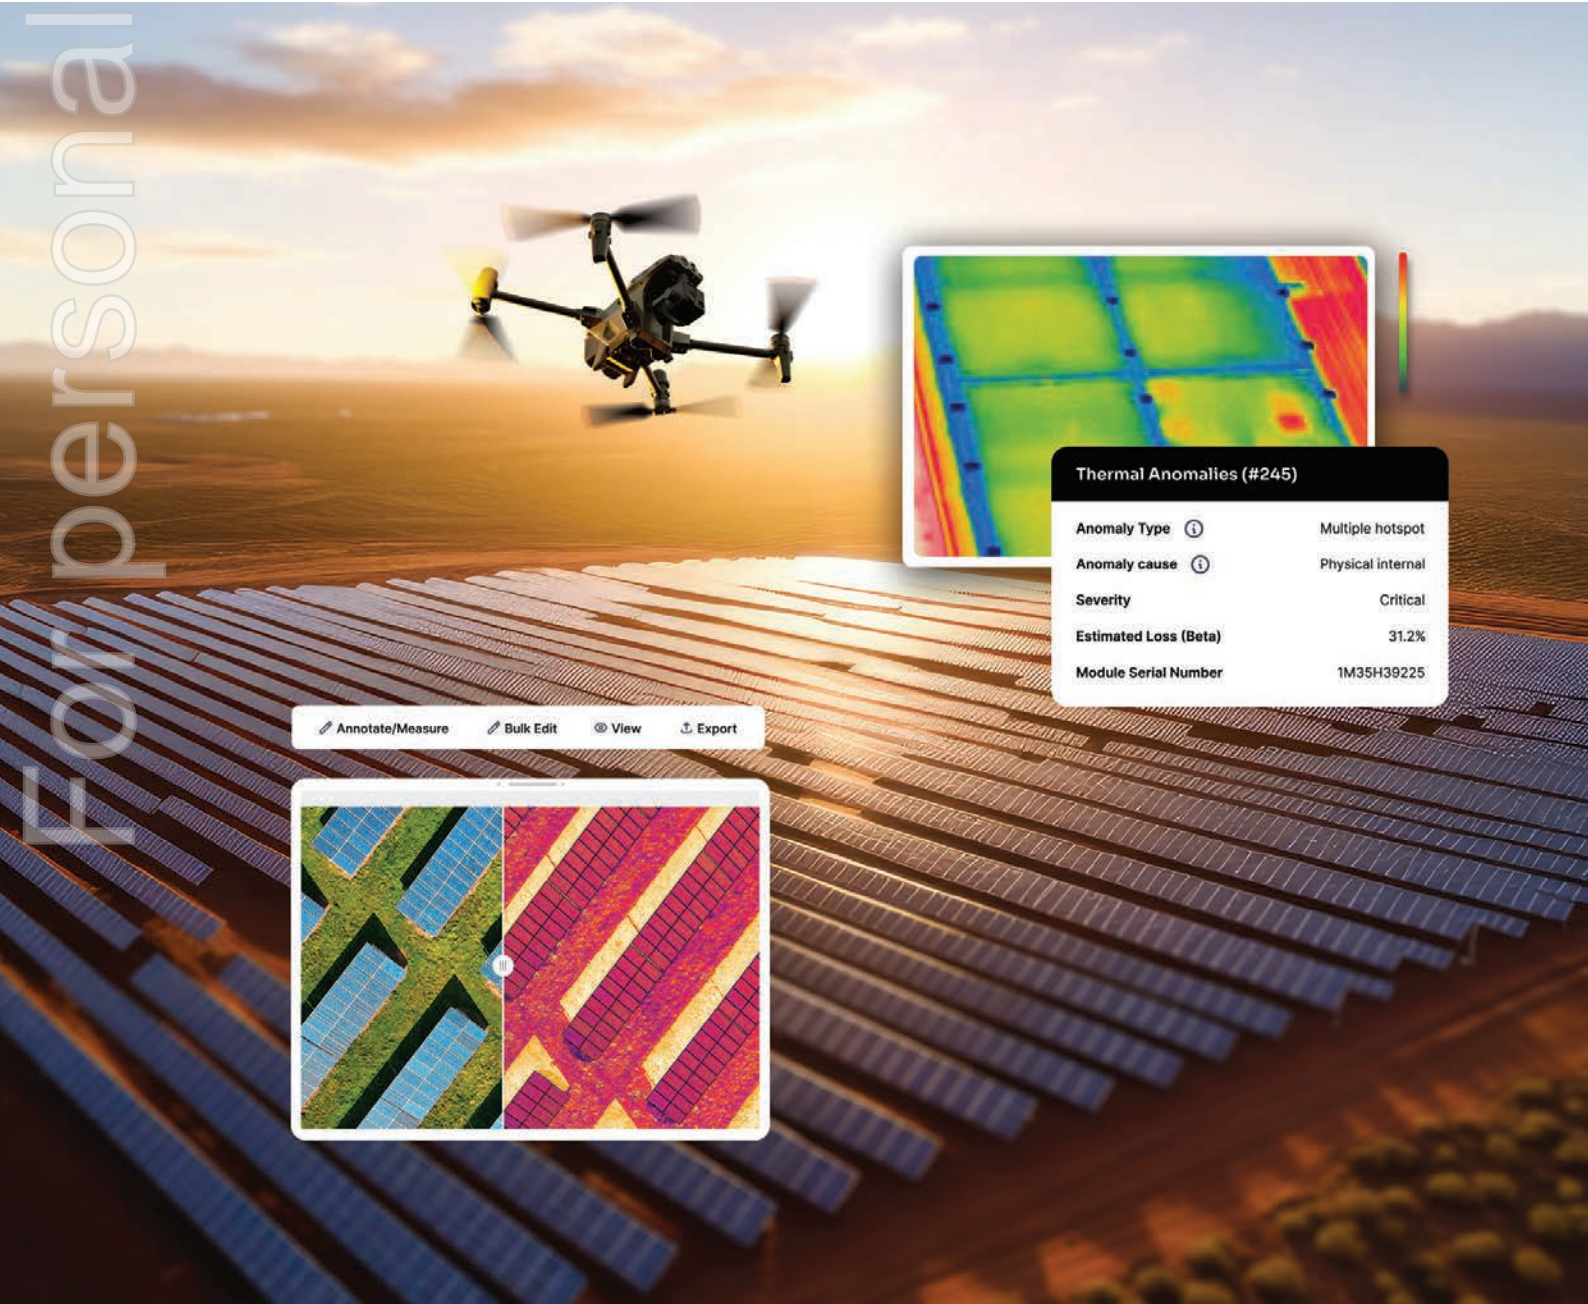 For personal
Thermal Anomalies (#245)
Anomaly Type Multiple hotspot
Anomaly cause Physical internal
Severity Critical
Estimated Loss (Beta) 31.2%
Module Serial Number 1M35H39225
Annotate/Measure Bulk Edit View Export